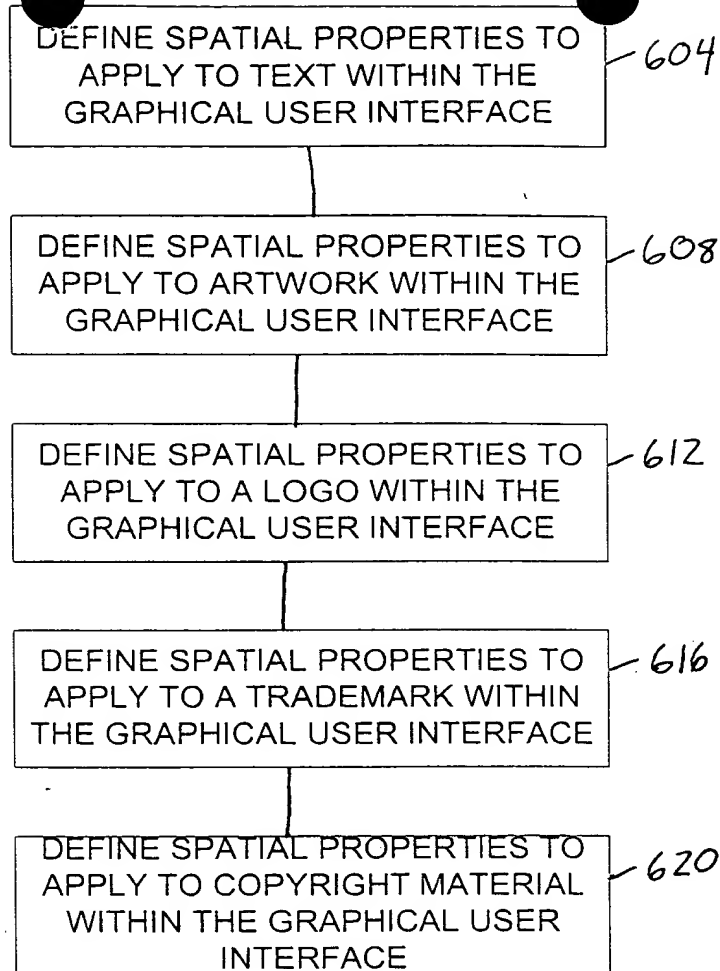 DEFINE SPATIAL PROPERTIES TO
APPLY TO TEXT WITHIN THE
GRAPHICAL USER INTERFACE
604
DEFINE SPATIAL PROPERTIES TO
APPLY TO ARTWORK WITHIN THE
GRAPHICAL USER INTERFACE
608
DEFINE SPATIAL PROPERTIES TO
APPLY TO A LOGO WITHIN THE
GRAPHICAL USER INTERFACE
612
DEFINE SPATIAL PROPERTIES TO
APPLY TO A TRADEMARK WITHIN
THE GRAPHICAL USER INTERFACE
616
DEFINE SPATIAL PROPERTIES TO
APPLY TO COPYRIGHT MATERIAL
WITHIN THE GRAPHICAL USER
INTERFACE
620